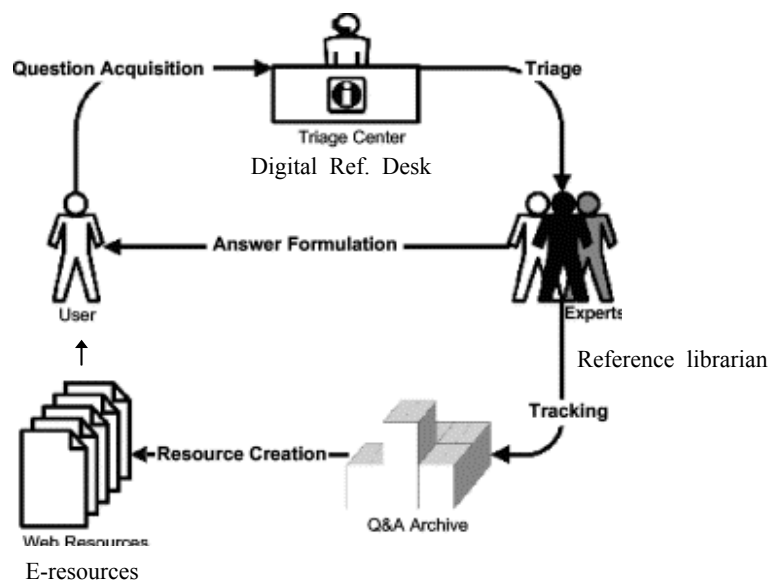 Question Acquisition
Triage
Triage Center
Digital Ref. Desk
Answer Formulation
User
Experts
Reference librarian
Tracking
Resource Creation
Q&A Archive
Web Resources
E-resources